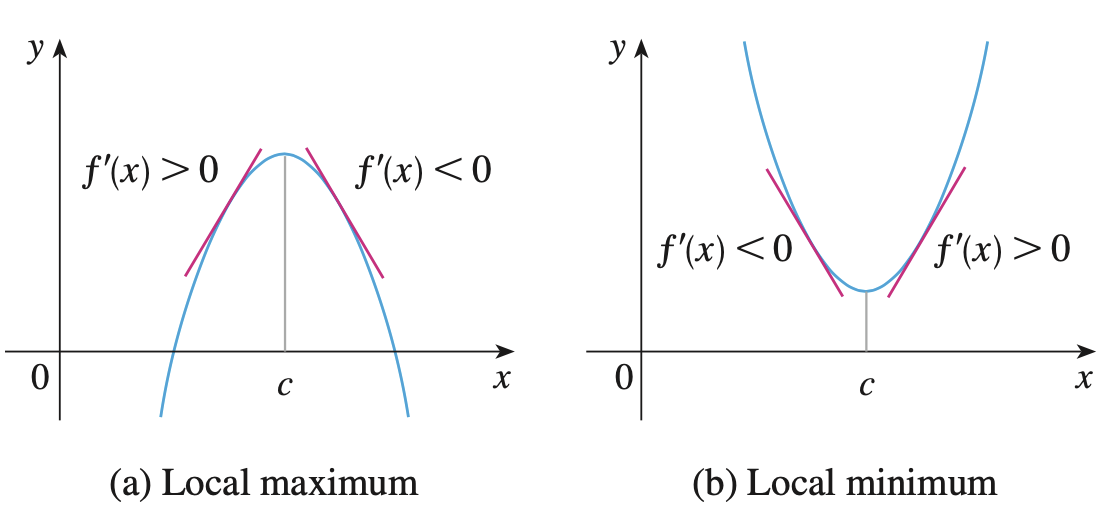 y
f′(x) > 0
f′(x) < 0
0
c
x
(a) Local maximum
y
f′(x) < 0
f′(x) > 0
0
c
x
(b) Local minimum